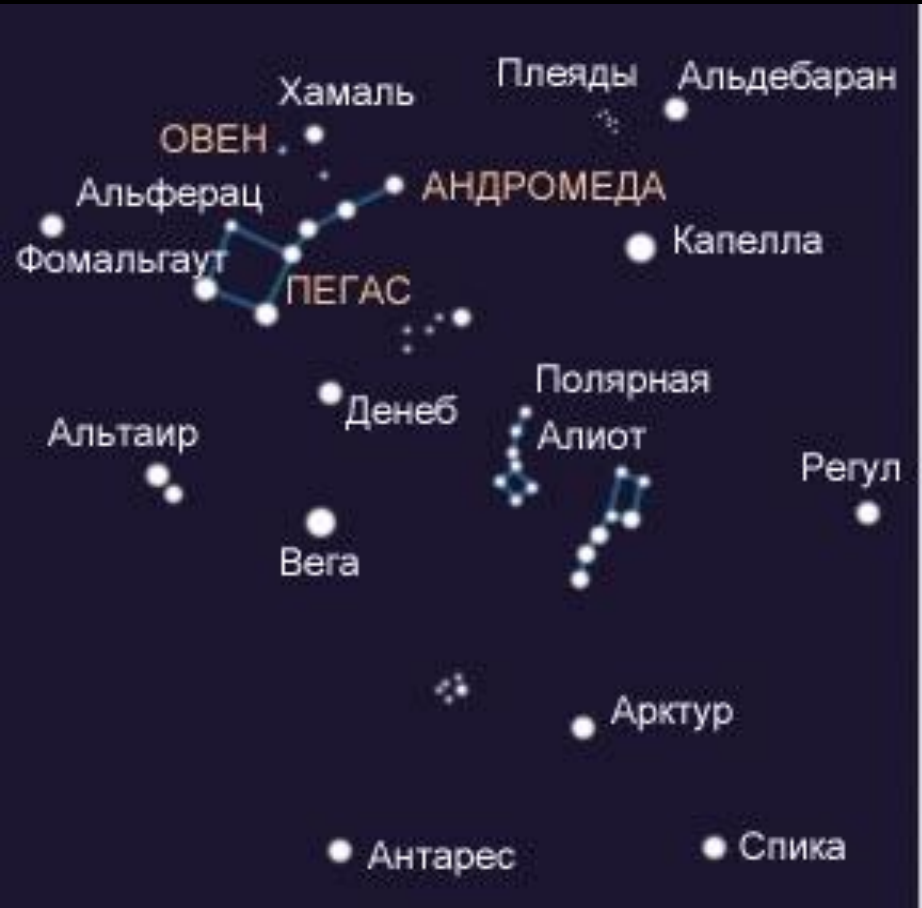 Плеяды
Альдебаран
Хамаль
ОВЕН
Альферац
АНДРОМЕДА
Капелла
Фомальгаут
ПЕГАС
Полярная
Денеб
Алиот
Альтаир
Регул
Вега
Арктур
Антарес
Спика